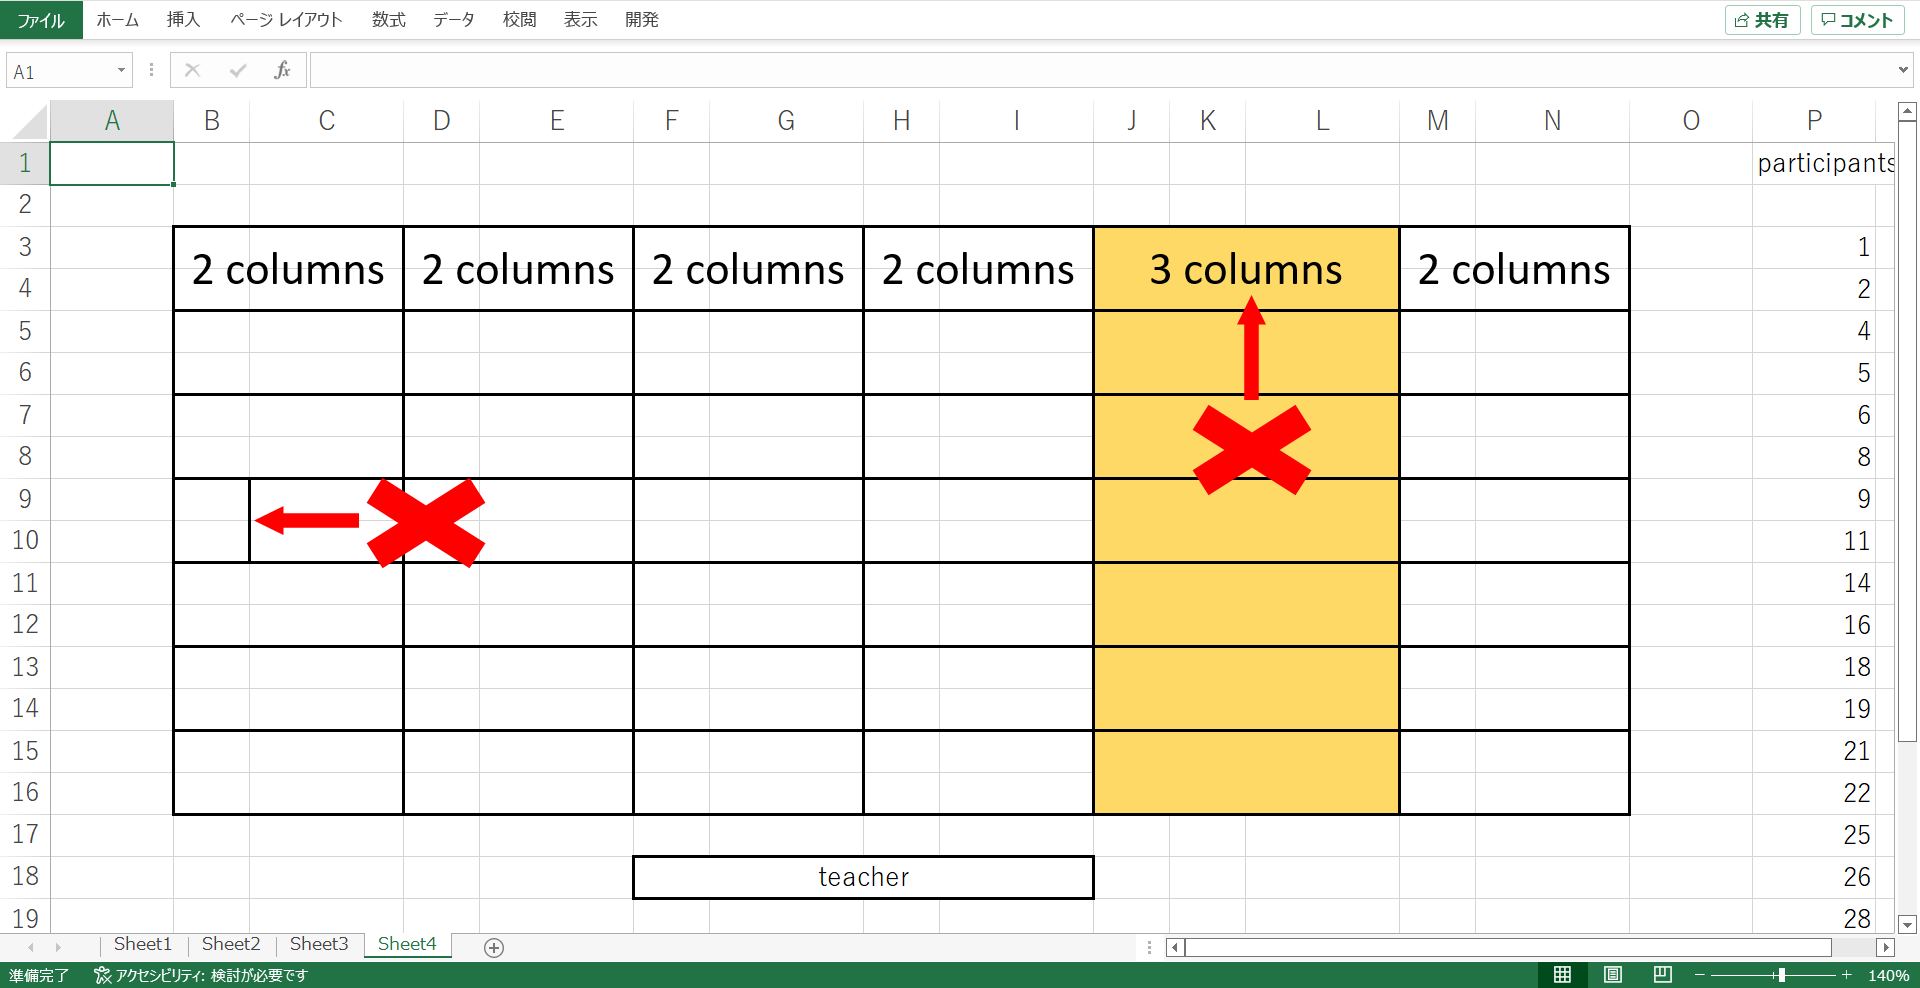 ファイル ホーム 挿入 ページ レイアウト 数式 データ 校閲 表示 開発 共有 コメント
A1 fx
A B C D E F G H I J K L M N O P
1 participants
2
3 1
2 columns 2 columns 2 columns 2 columns 3 columns 2 columns
4 2
5 4
6 5
7 6
8 8
9 9
10 11
11 14
12 16
13 18
14 19
15 21
16 22
17 25
18 teacher 26
19 28
Sheet1 Sheet2 Sheet3 Sheet4
準備完了 アクセシビリティ: 検討が必要です 140%